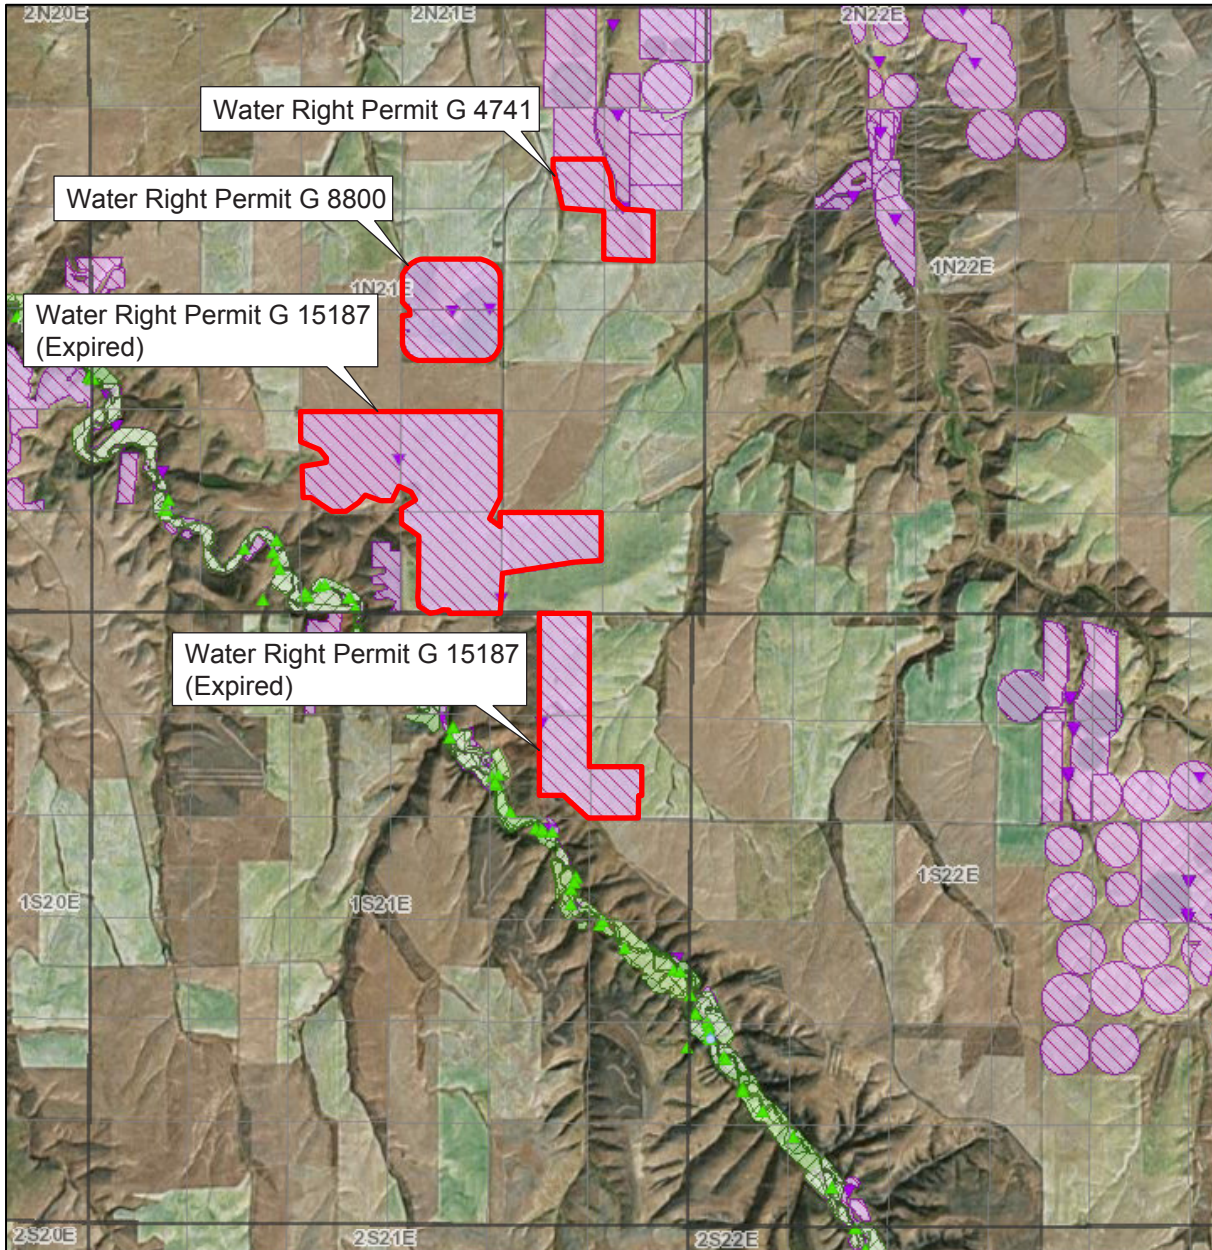 2N20E
2N21E
2N22E
Water Right Permit G 4741
Water Right Permit G 8800
1N21E
1N22E
Water Right Permit G 15187
(Expired)
Water Right Permit G 15187
(Expired)
1S20E
1S21E
1S22E
2S20E
2S21E
2S22E